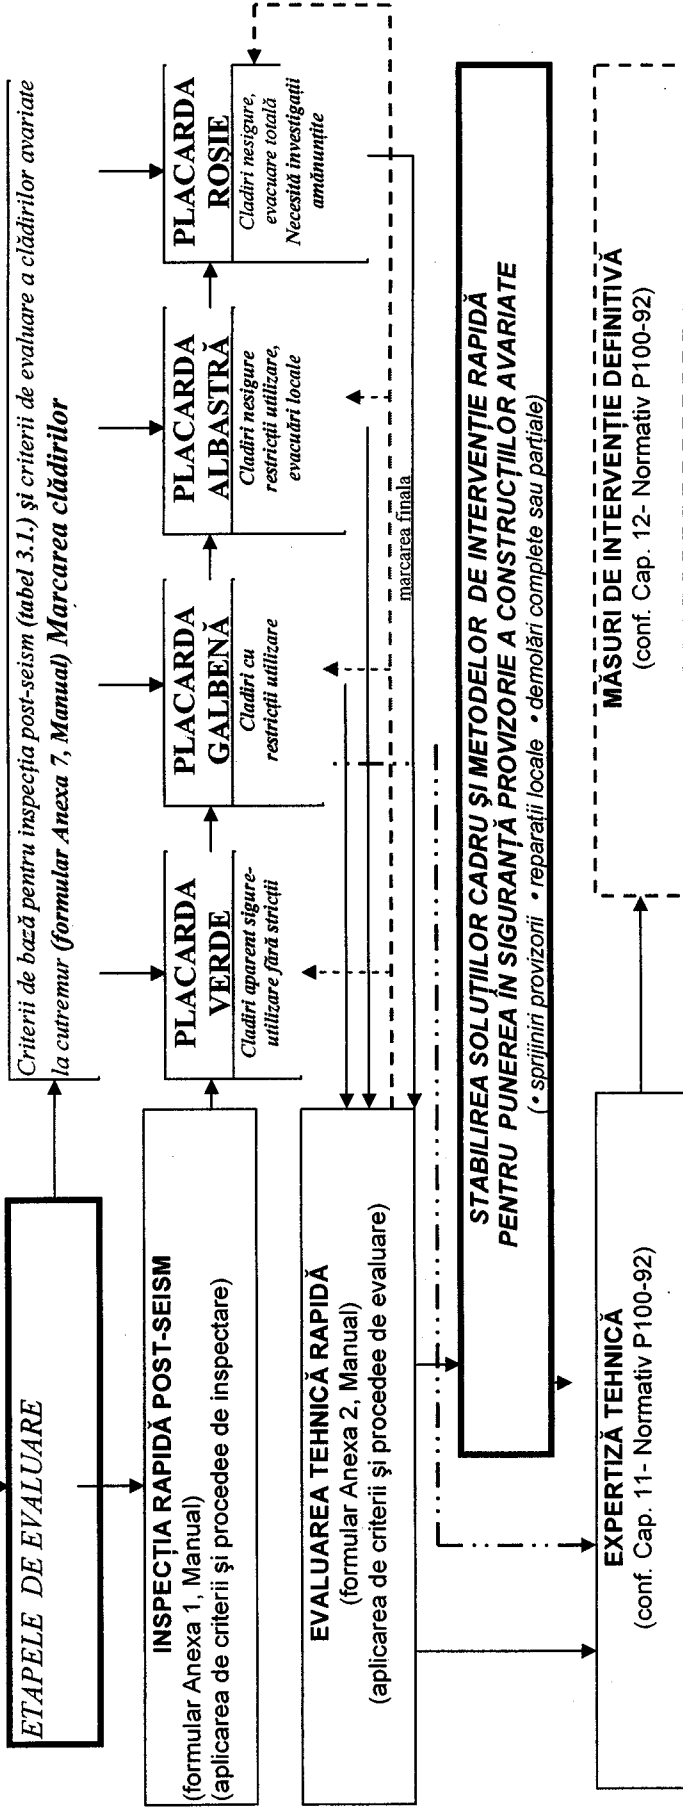 ETAPELE DE EVALUARE
Criterii de bază pentru inspecția post-seism (tabel 3.1.) și criterii de evaluare a clădirilor avariate
la cutremur (formular Anexa 7, Manual) Marcarea clădirilor
INSPECȚIA RAPIDĂ POST-SEISM
(formular Anexa 1, Manual)
(aplicarea de criterii și procedee de inspectare)
PLACARDA
VERDE
Cladiri aparent sigure-
utilizare fără stricții
PLACARDA
GALBENĂ
Cladiri cu
restricții utilizare
PLACARDA
ALBASTRĂ
Cladiri nesigure
restricții utilizare,
evacuări locale
PLACARDA
ROȘIE
Cladiri nesigure,
evacuare totală
Necesită investigații
amănunțite
EVALUAREA TEHNICĂ RAPIDĂ
(formular Anexa 2, Manual)
(aplicarea de criterii și procedee de evaluare)
marcarea finala
STABILIREA SOLUȚIILOR CADRU ȘI METODELOR DE INTERVENȚIE RAPIDĂ
PENTRU PUNEREA ÎN SIGURANȚĂ PROVIZORIE A CONSTRUCȚIILOR AVARIATE
(• sprijiniri provizorii • reparații locale • demolări complete sau parțiale)
EXPERTIZĂ TEHNICĂ
(conf. Cap. 11- Normativ P100-92)
MĂSURI DE INTERVENȚIE DEFINITIVĂ
(conf. Cap. 12- Normativ P100-92)